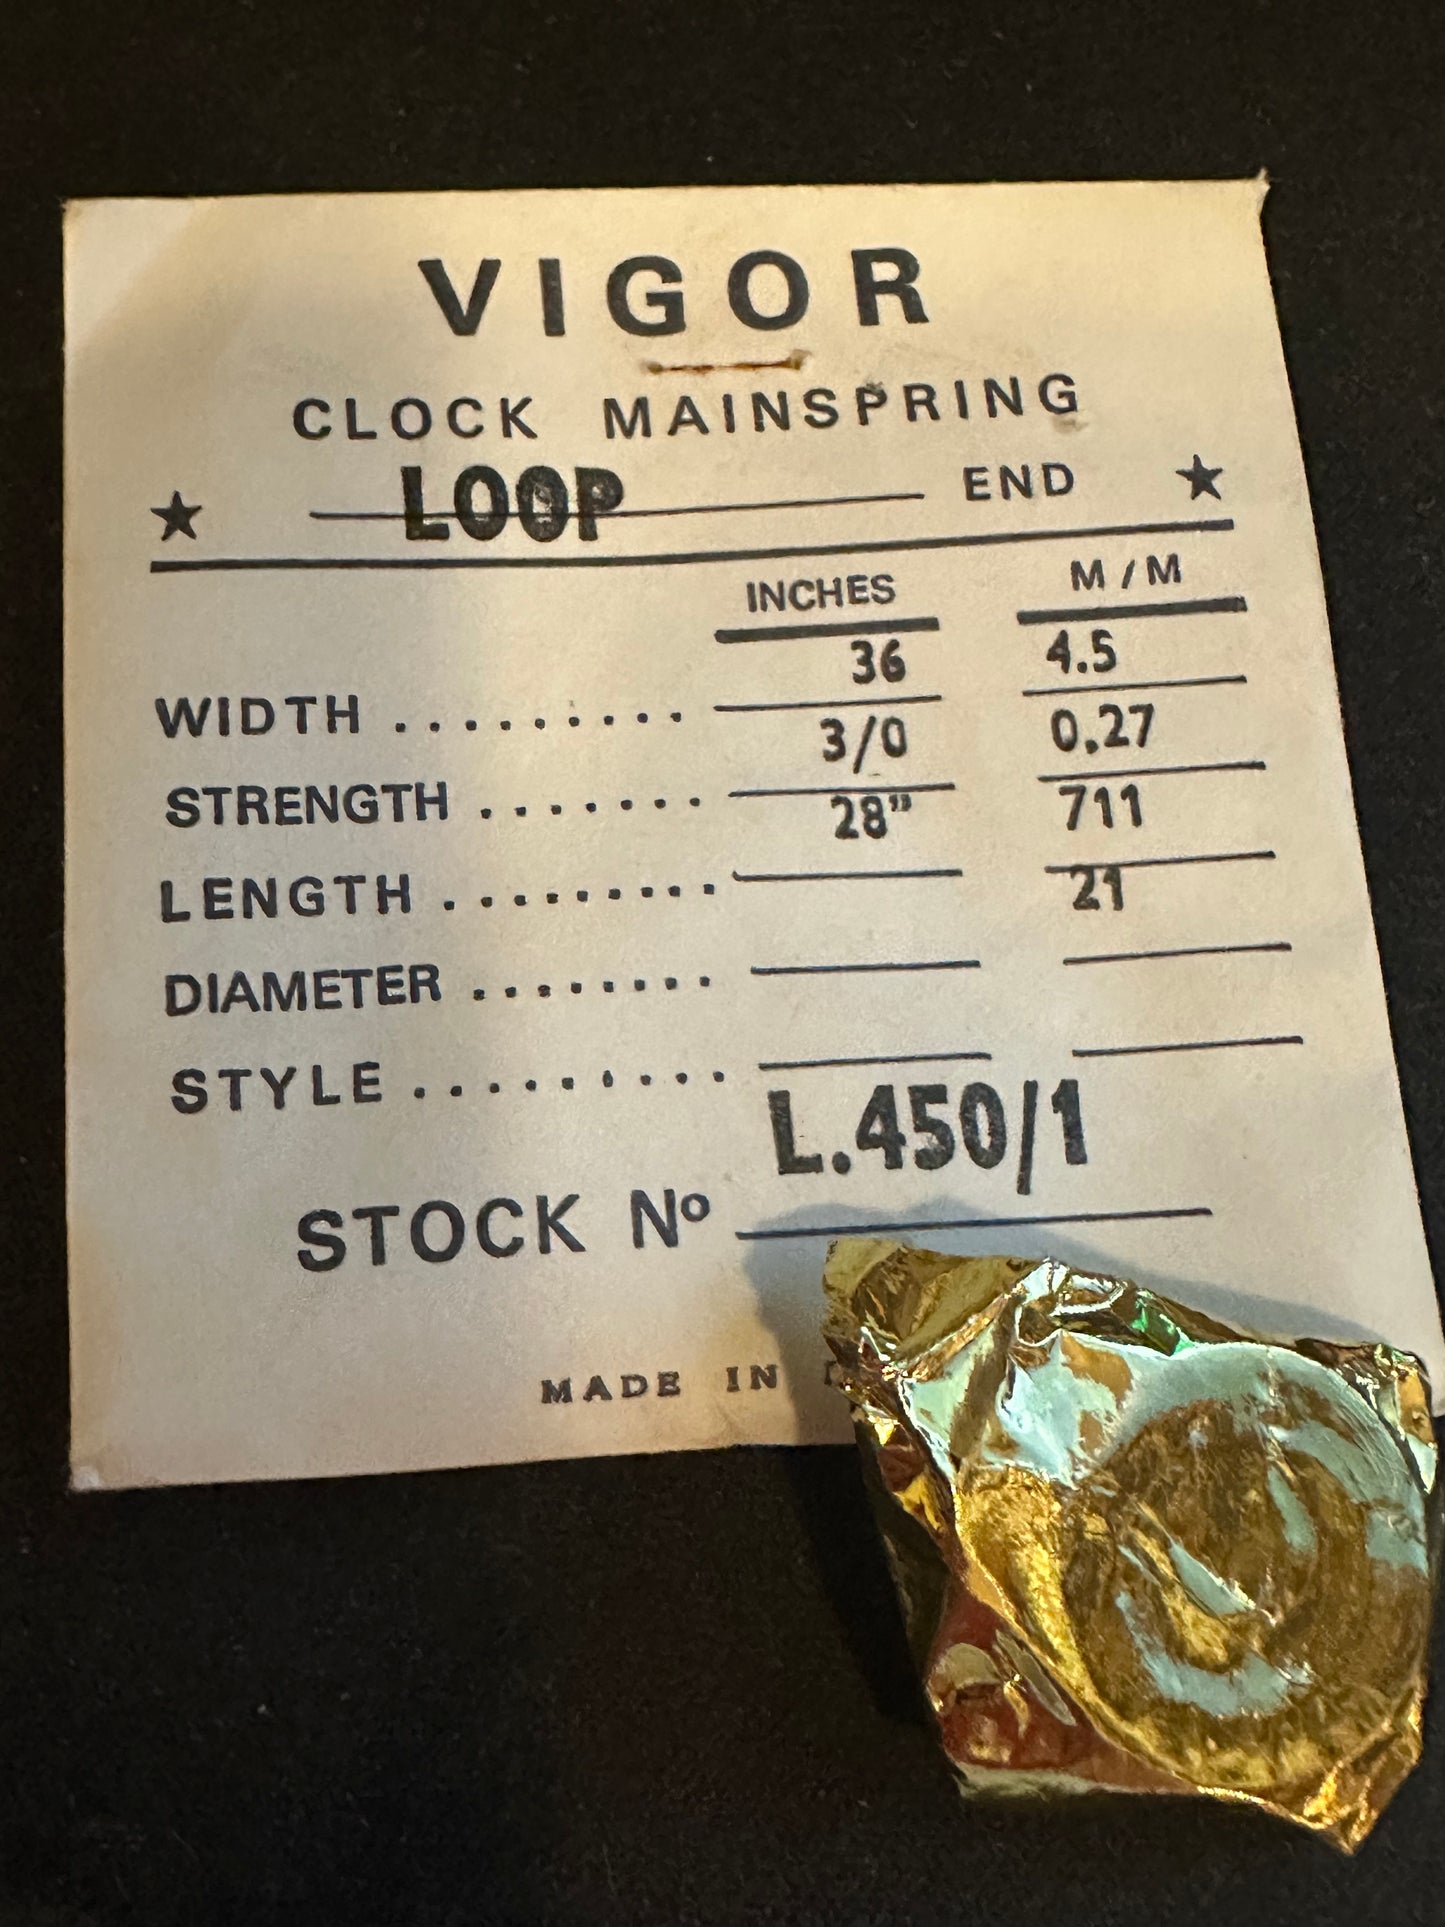 VIGOR
CLOCK MAINSPRING
★ LOOP END ★
INCHES M/M
WIDTH ......... 36 4.5
STRENGTH ....... 3/0 0.27
LENGTH ......... 28" 711
DIAMETER ........ 21
STYLE ..........
STOCK Nº L.450/1
MADE IN